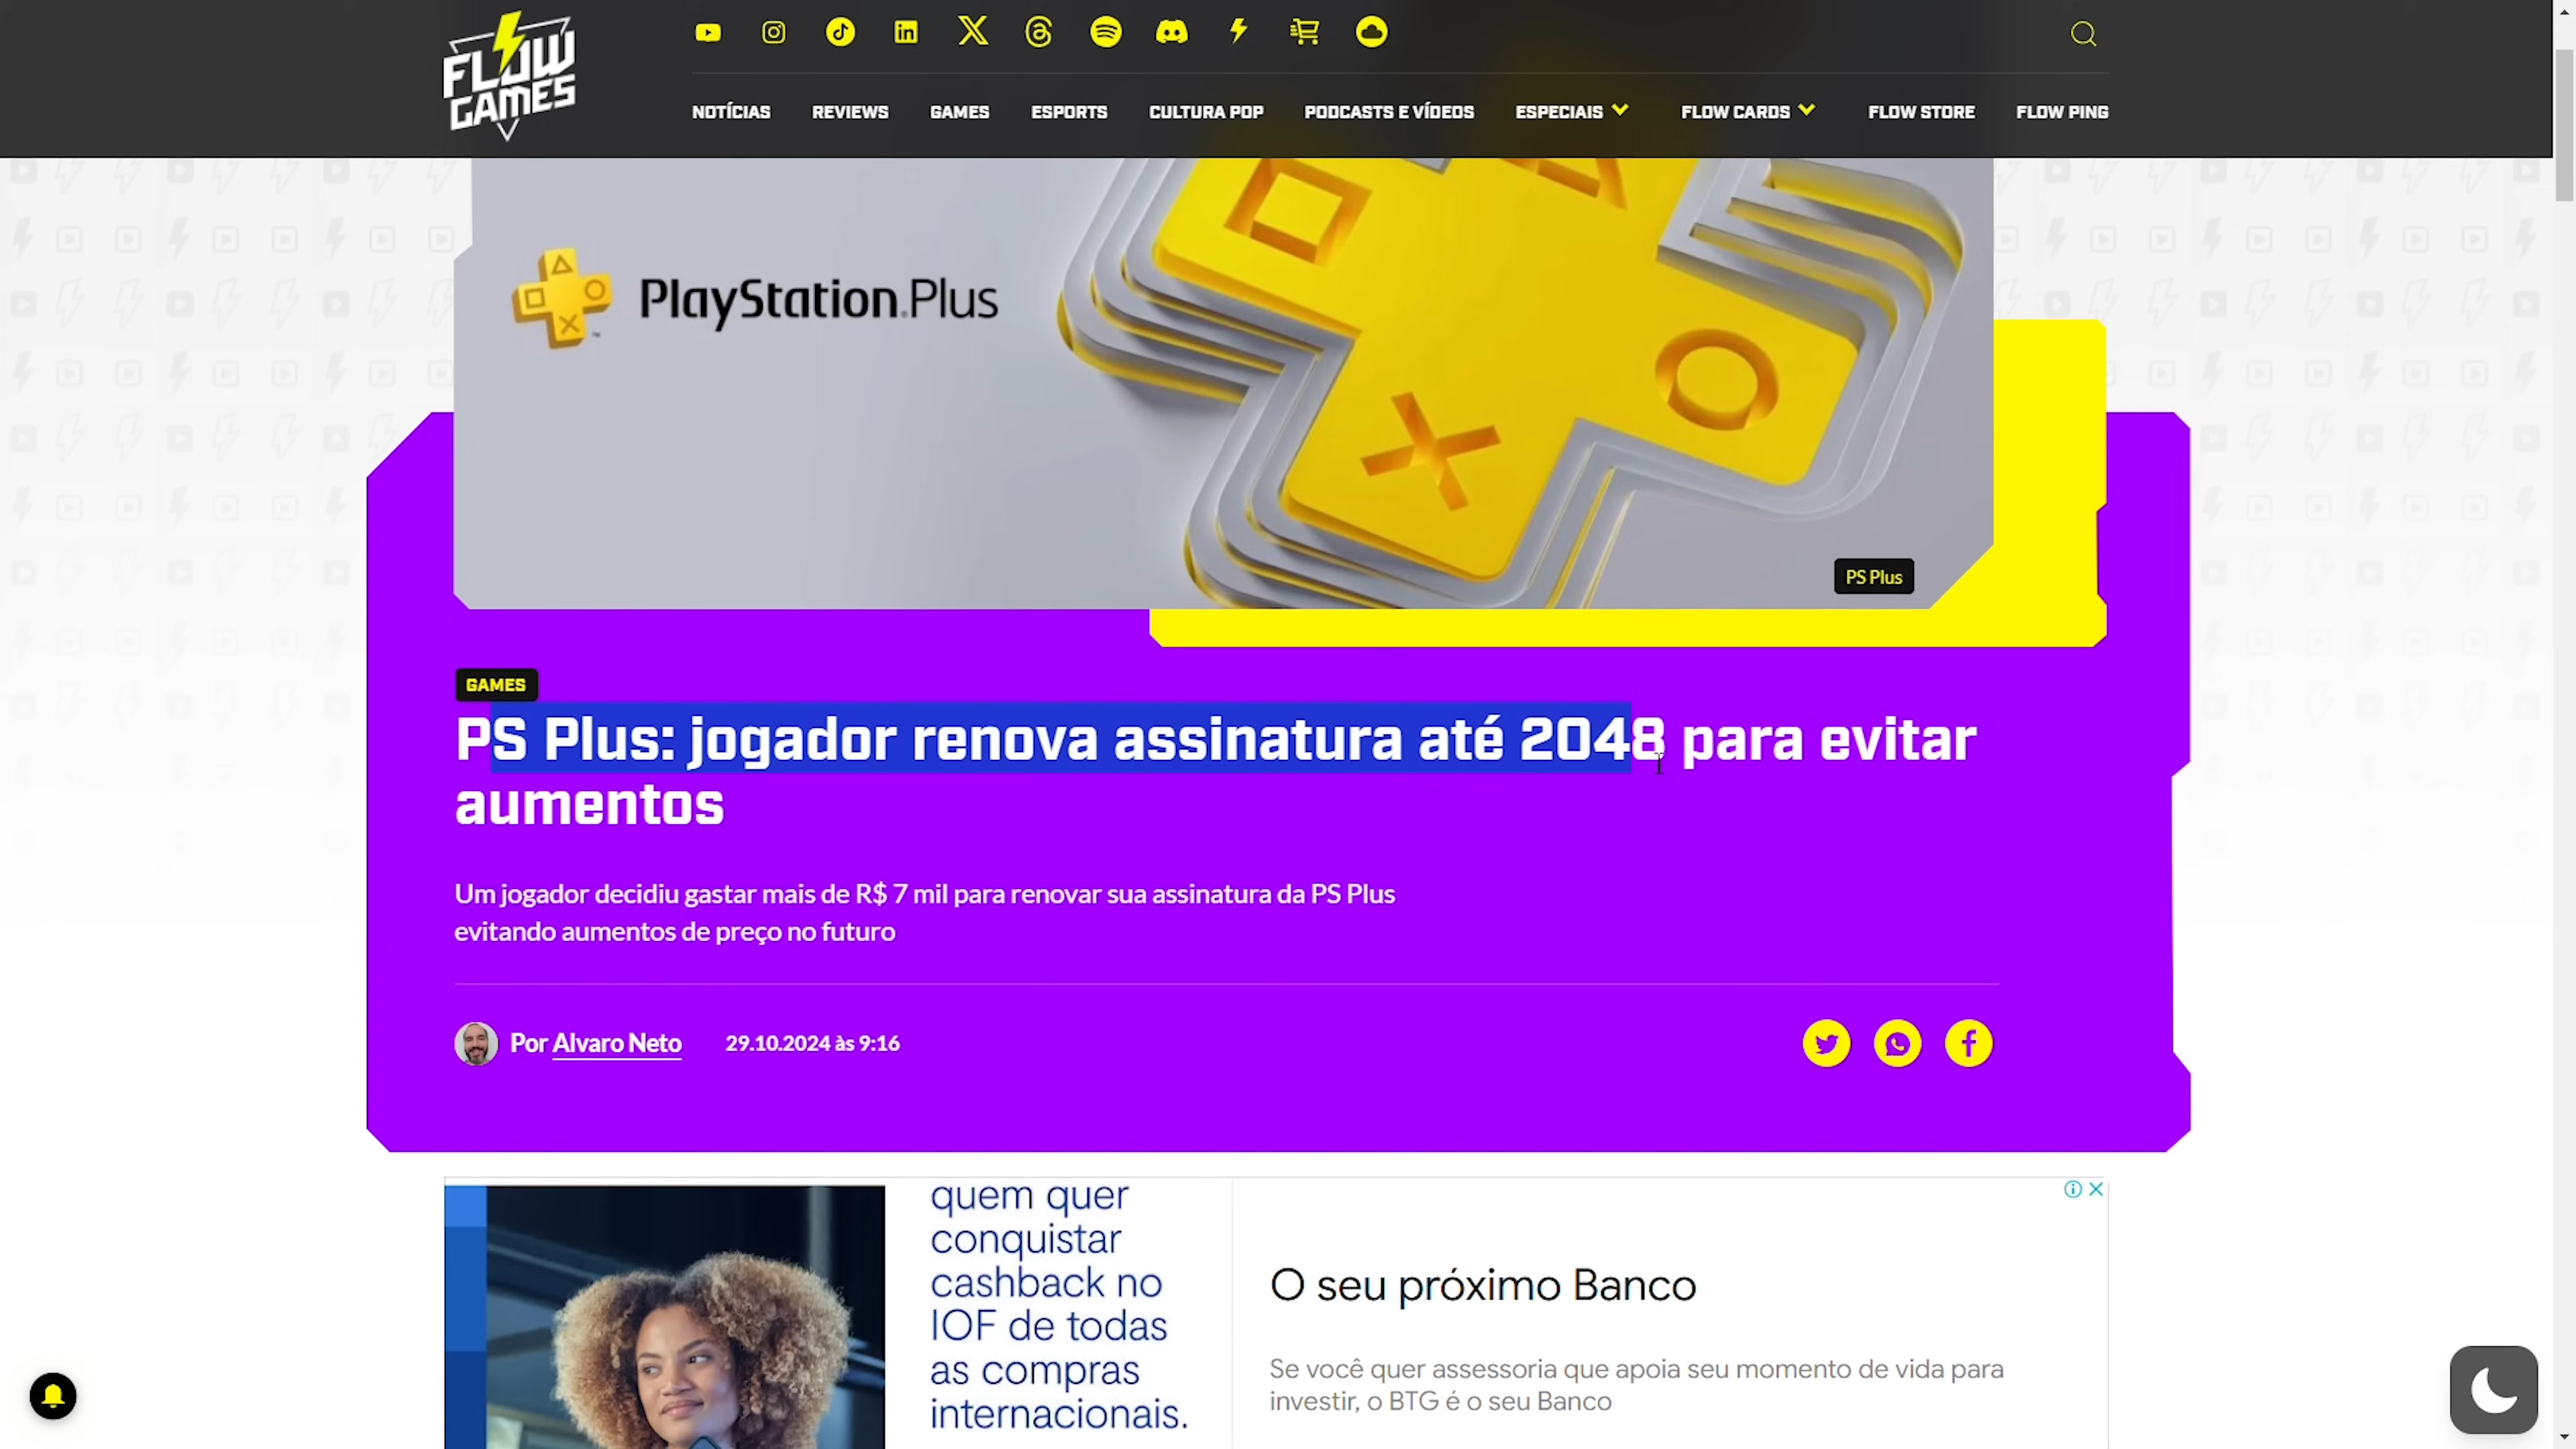 FLOW
GAMES
NOTÍCIAS REVIEWS GAMES ESPORTS CULTURA POP PODCASTS E VÍDEOS ESPECIAIS FLOW CARDS FLOW STORE FLOW PING
PlayStation.Plus
PS Plus
GAMES
PS Plus: jogador renova assinatura até 2048 para evitar
aumentos
Um jogador decidiu gastar mais de R$ 7 mil para renovar sua assinatura da PS Plus
evitando aumentos de preço no futuro
Por Alvaro Neto 29.10.2024 às 9:16
quem quer
conquistar
cashback no
IOF de todas
as compras
internacionais.
O seu próximo Banco
Se você quer assessoria que apoia seu momento de vida para
investir, o BTG é o seu Banco